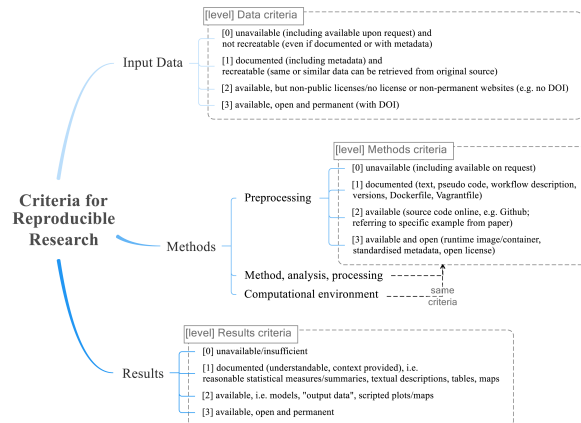 [level] Data criteria
[0] unavailable (including available upon request) and
not recreatable (even if documented or with metadata)
Input Data
[1] documented (including metadata) and
recreatable (same or similar data can be retrieved from original source)
[2] available, but non-public licenses/no license or non-permanent websites (e.g. no DOI)
[3] available, open and permanent (with DOI)
Criteria for
Reproducible
Research
Methods
[level] Methods criteria
Preprocessing
[0] unavailable (including available on request)
[1] documented (text, pseudo code, workflow description,
versions, Dockerfile, Vagrantfile)
[2] available (source code online, e.g. Github;
referring to specific example from paper)
[3] available and open (runtime image/container,
standardised metadata, open license)
Method, analysis, processing
Computational environment
same
criteria
[level] Results criteria
Results
[0] unavailable/insufficient
[1] documented (understandable, context provided), i.e.
reasonable statistical measures/summaries, textual descriptions, tables, maps
[2] available, i.e. models, "output data", scripted plots/maps
[3] available, open and permanent